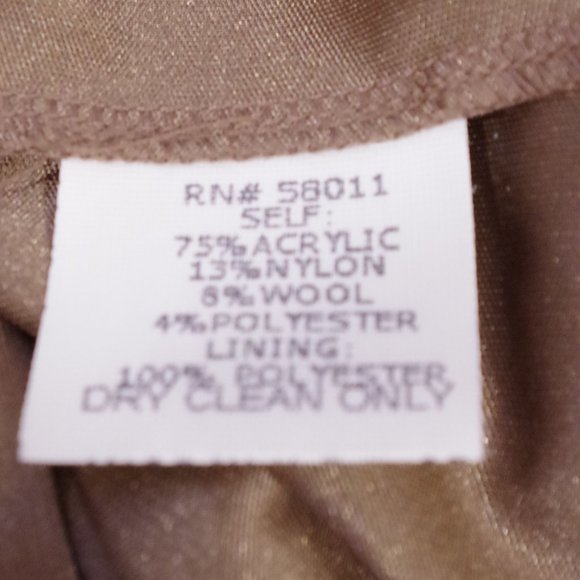 RN# 58011
SELF:
75% ACRYLIC
13% NYLON
8% WOOL
4% POLYESTER
LINING:
100% POLYESTER
DRY CLEAN ONLY